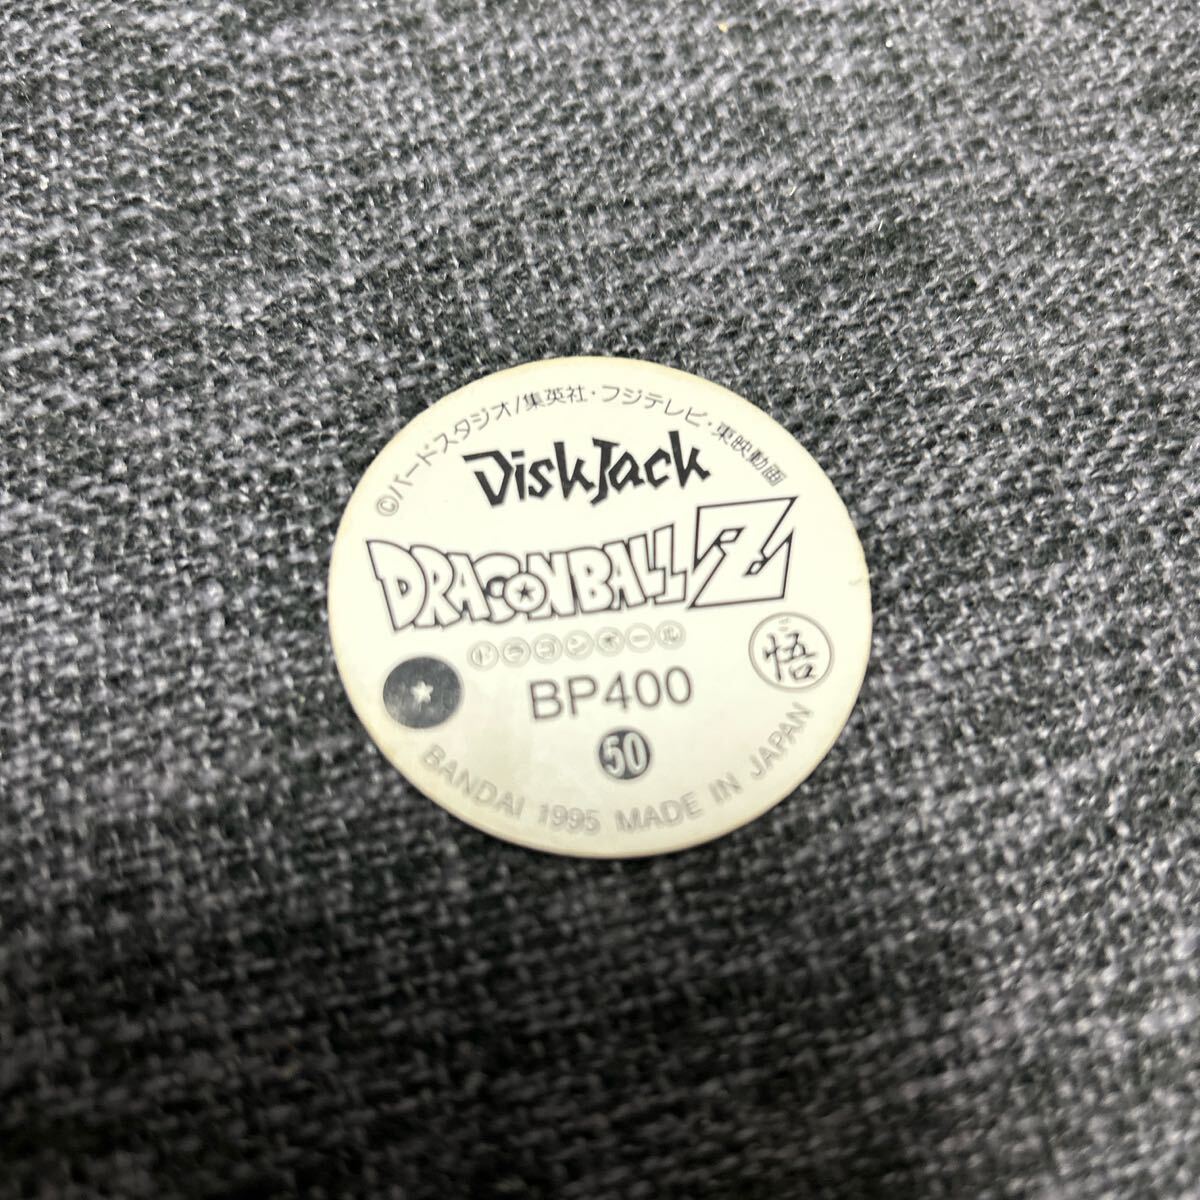 ©バードスタジオ/集英社・フジテレビ・東映動画
DiskJack
DRAGONBALL Z
ドラゴンボール
BP400
悟
50
BANDAI 1995 MADE IN JAPAN